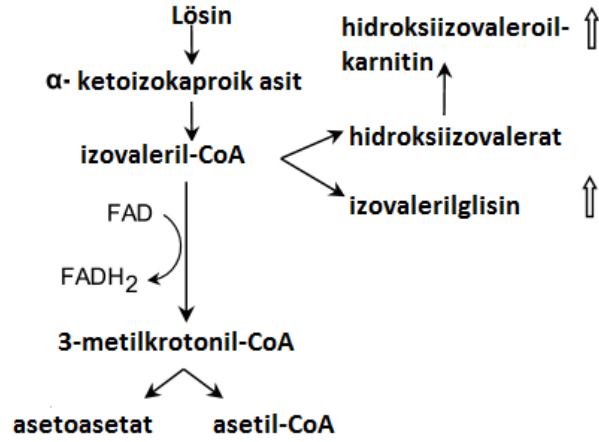 Lösin
α- ketoizokaproik asit
izovaleril-CoA
FAD
FADH₂
3-metilkrotonil-CoA
asetoasetat
asetil-CoA
hidroksiizovaleroil-
karnitin
hidroksiizovalerat
izovalerilglisin